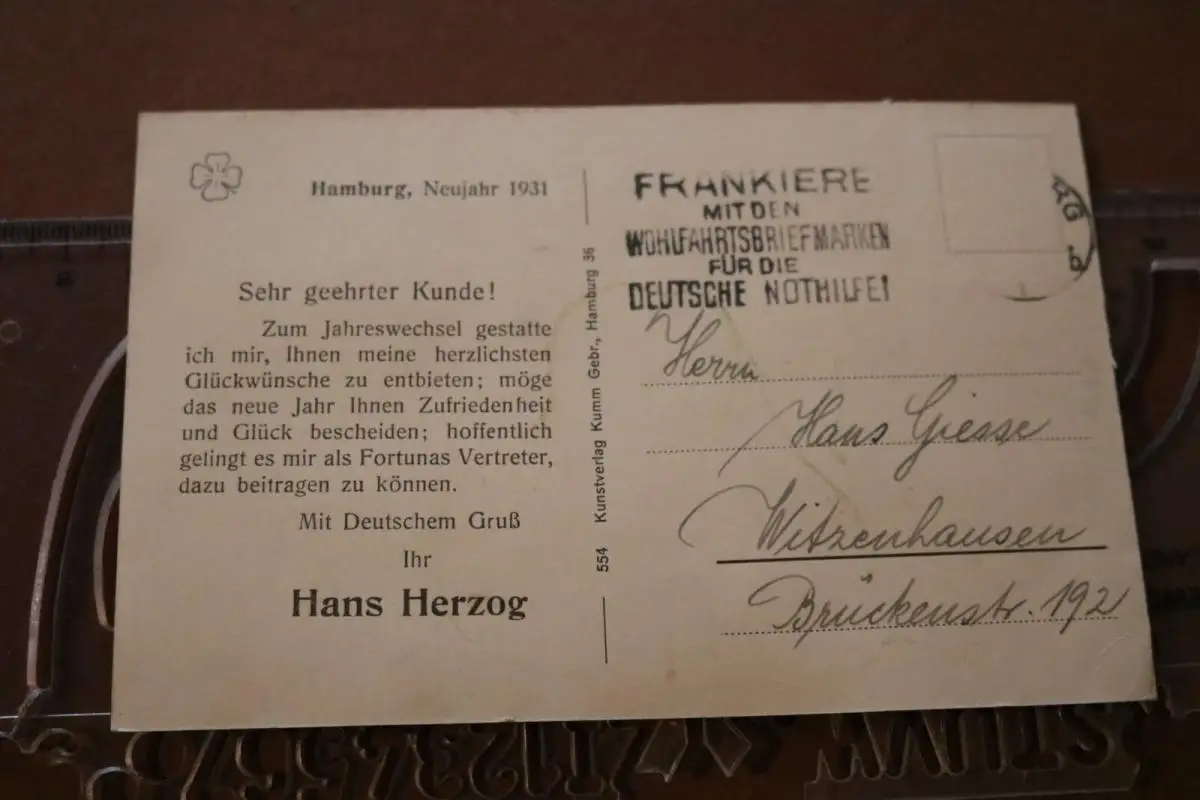 Hamburg, Neujahr 1931
Sehr geehrter Kunde!
Zum Jahreswechsel gestatte
ich mir, Ihnen meine herzlichsten
Glückwünsche zu entbieten; möge
das neue Jahr Ihnen Zufriedenheit
und Glück bescheiden; hoffentlich
gelingt es mir als Fortunas Vertreter,
dazu beitragen zu können.
Mit Deutschem Gruß
Ihr
Hans Herzog
554 Kunstverlag Kumm Gebr., Hamburg 36
FRANKIERE
MIT DEN
WOHLFAHRTSBRIEFMARKEN
FÜR DIE
DEUTSCHE NOTHILFE!
RG
b
Herrn
Hans Giesse
Witzenhausen
Brückenstr. 192
STUVW